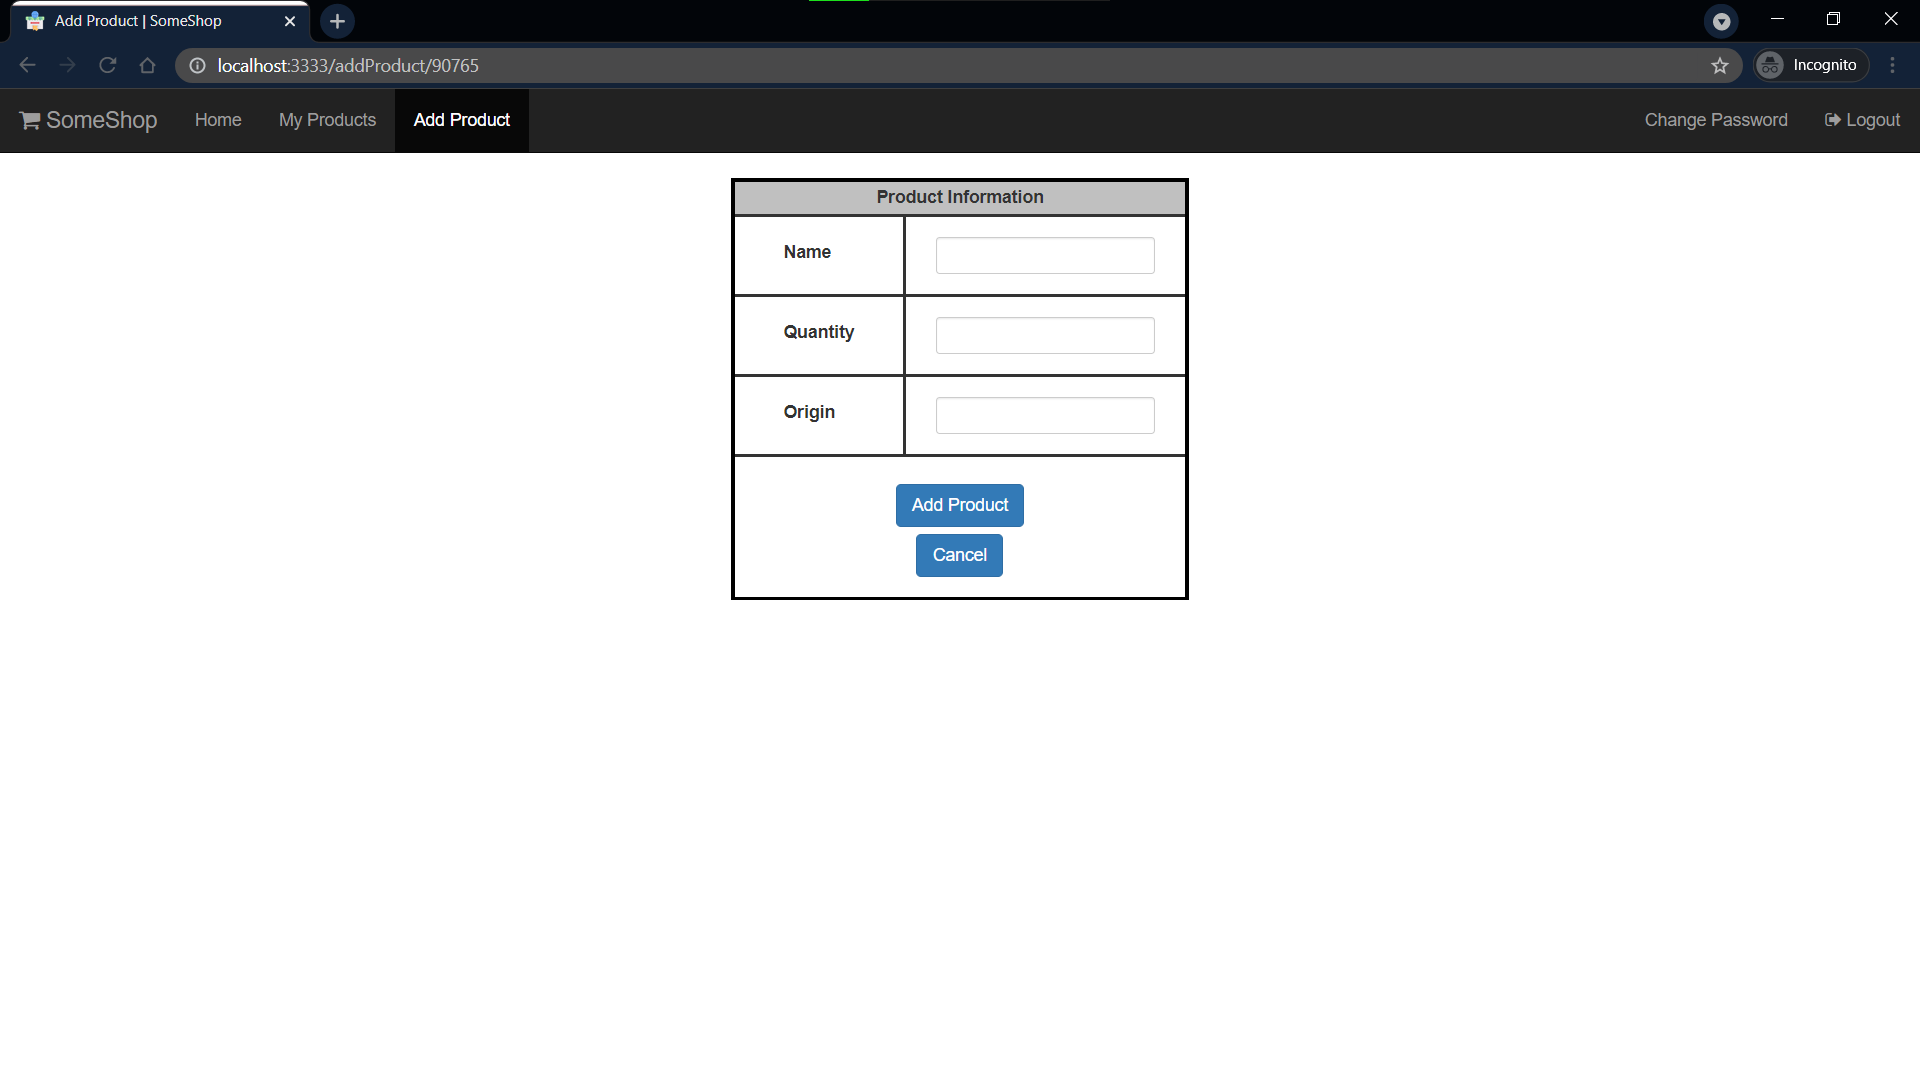 Add Product | SomeShop
localhost:3333/addProduct/90765
Incognito
SomeShop Home My Products Add Product Change Password Logout
Product Information
Name
Quantity
Origin
Add Product
Cancel